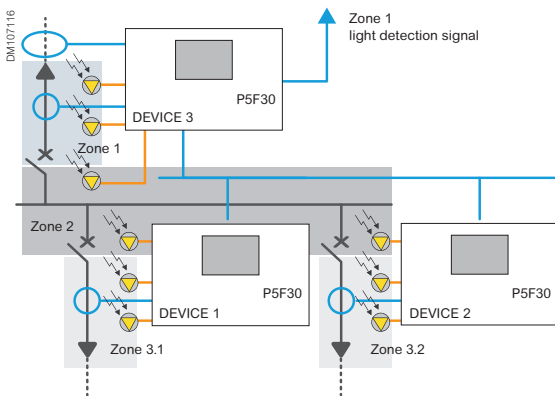 DM107116
Zone 1
light detection signal
P5F30
DEVICE 3
Zone 1
Zone 2
P5F30
DEVICE 1
P5F30
DEVICE 2
Zone 3.1
Zone 3.2